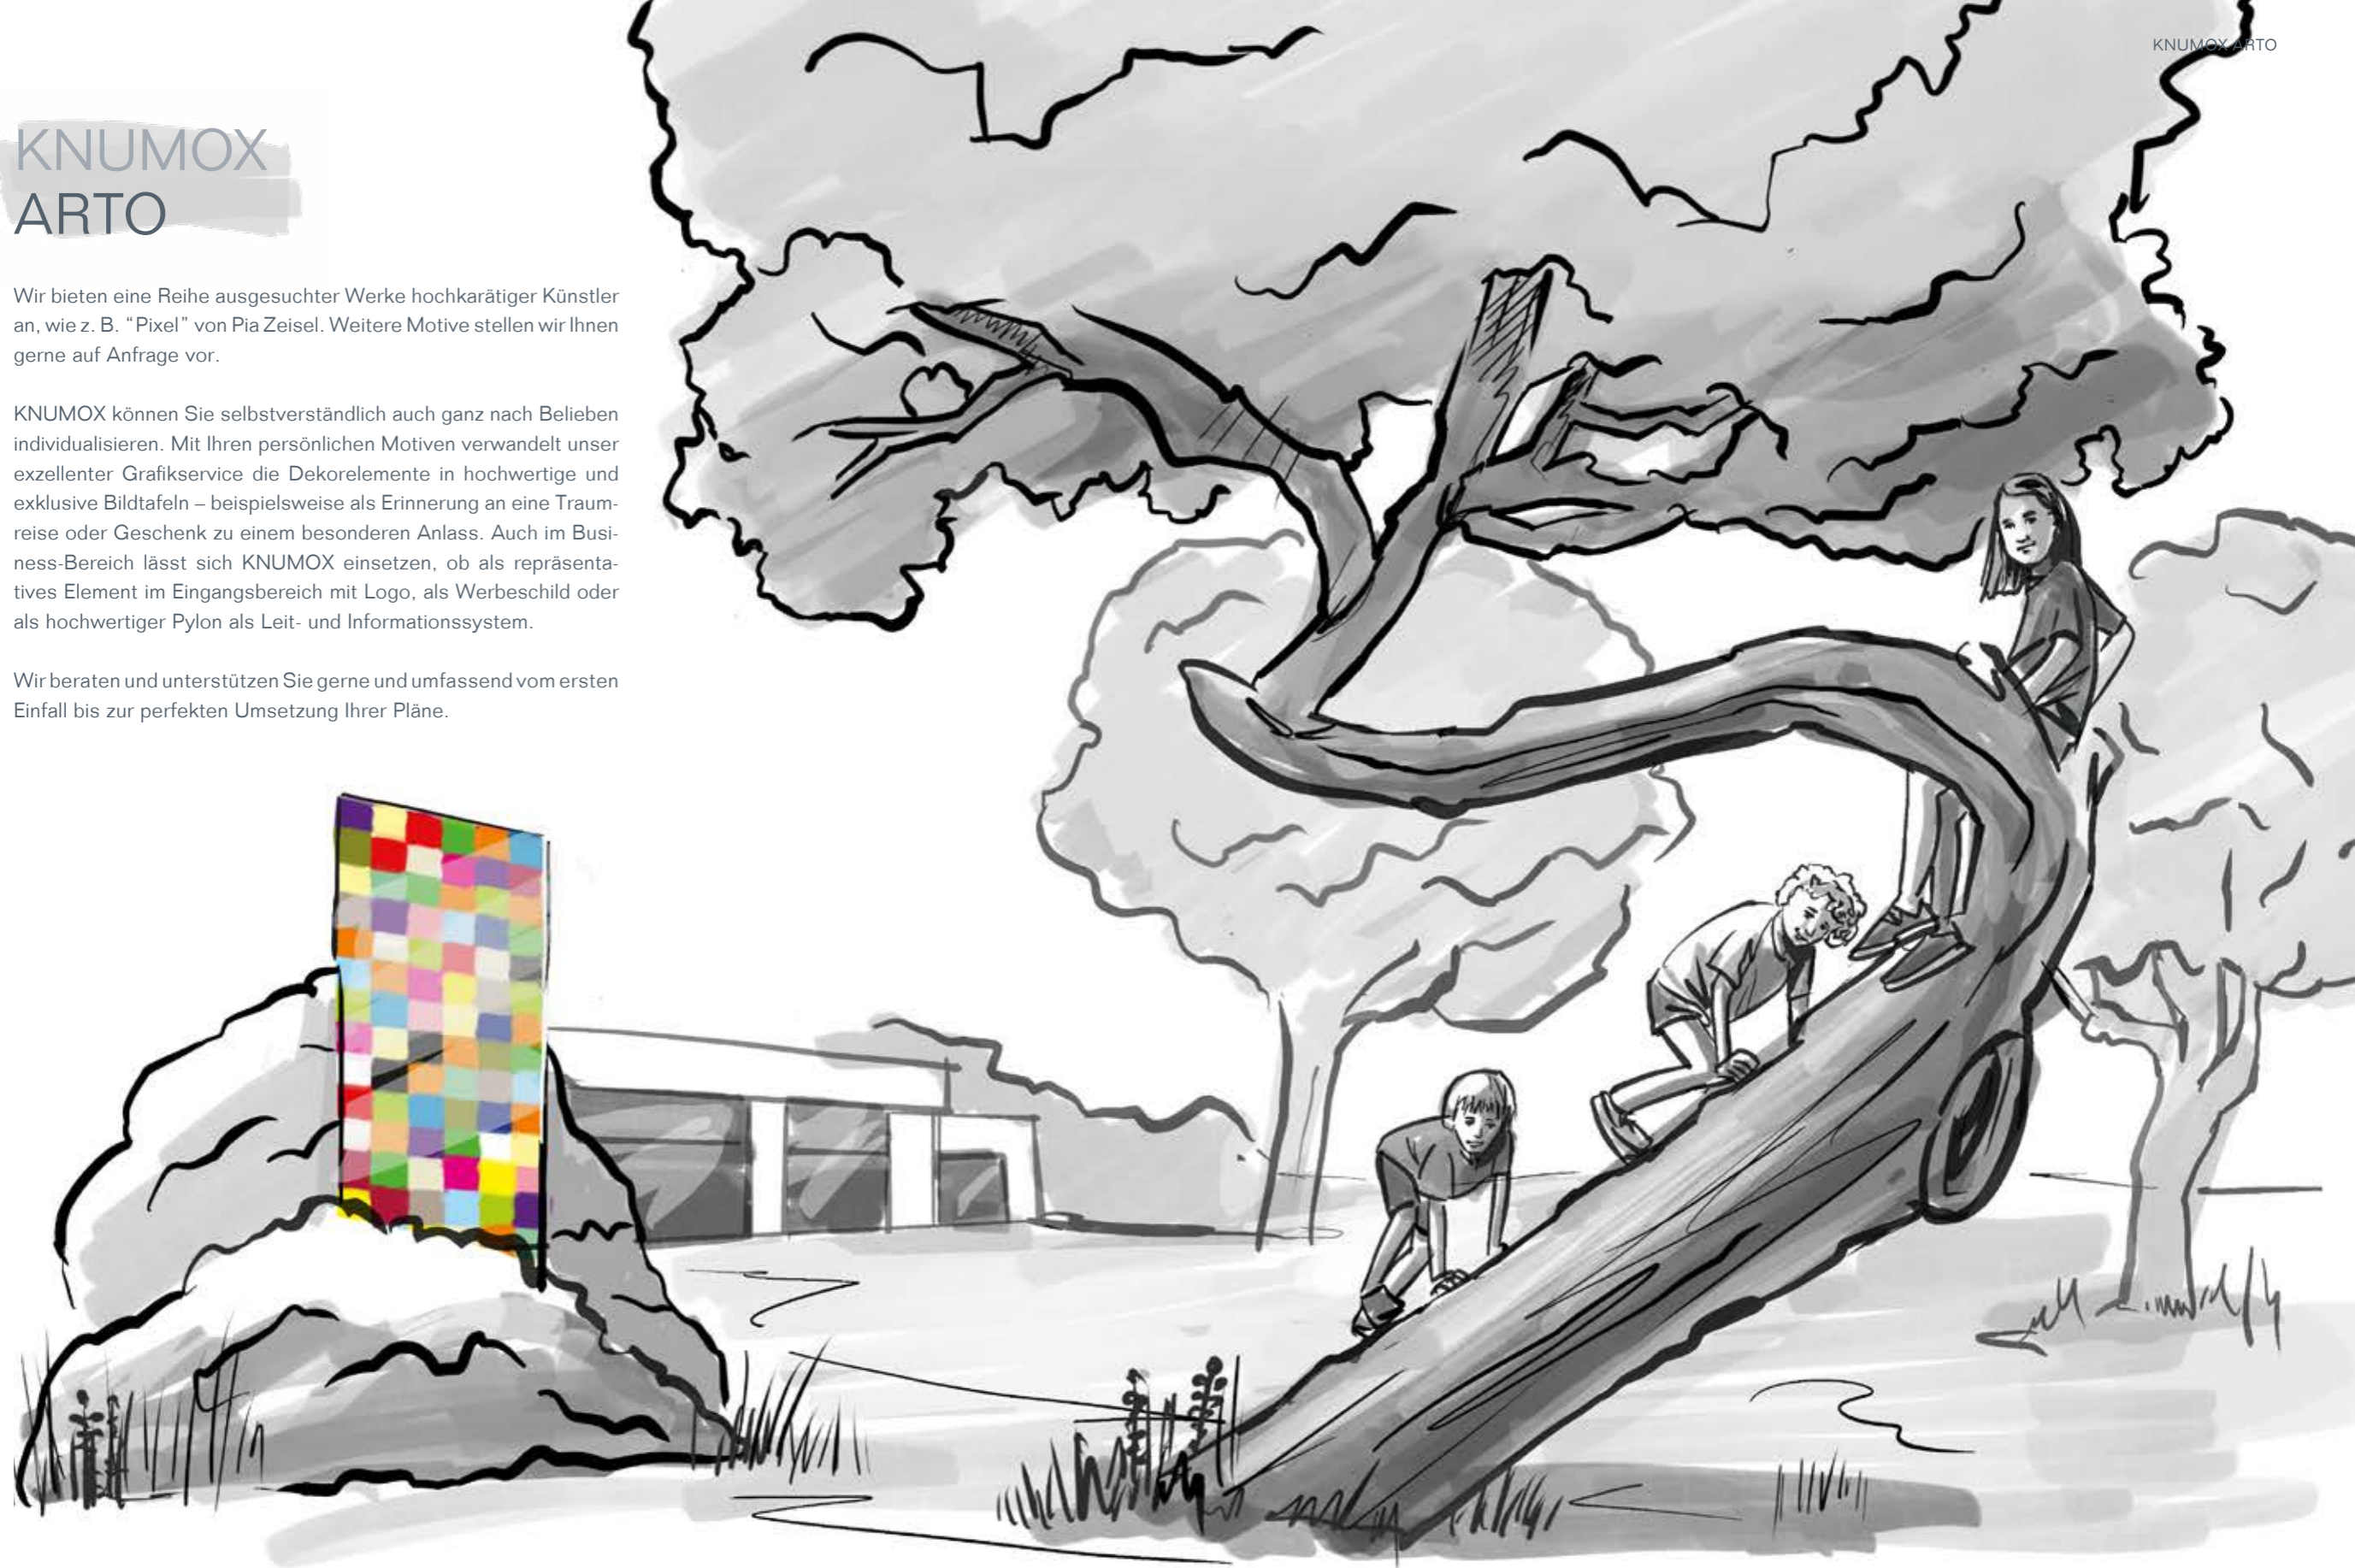 KNUMOX ARTO
KNUMOX
ARTO
Wir bieten eine Reihe ausgesuchter Werke hochkarätiger Künstler
an, wie z. B. “Pixel” von Pia Zeisel. Weitere Motive stellen wir Ihnen
gerne auf Anfrage vor.
KNUMOX können Sie selbstverständlich auch ganz nach Belieben
individualisieren. Mit Ihren persönlichen Motiven verwandelt unser
exzellenter Grafikservice die Dekorelemente in hochwertige und
exklusive Bildtafeln – beispielsweise als Erinnerung an eine Traum-
reise oder Geschenk zu einem besonderen Anlass. Auch im Busi-
ness-Bereich lässt sich KNUMOX einsetzen, ob als repräsenta-
tives Element im Eingangsbereich mit Logo, als Werbeschild oder
als hochwertiger Pylon als Leit- und Informationssystem.
Wir beraten und unterstützen Sie gerne und umfassend vom ersten
Einfall bis zur perfekten Umsetzung Ihrer Pläne.